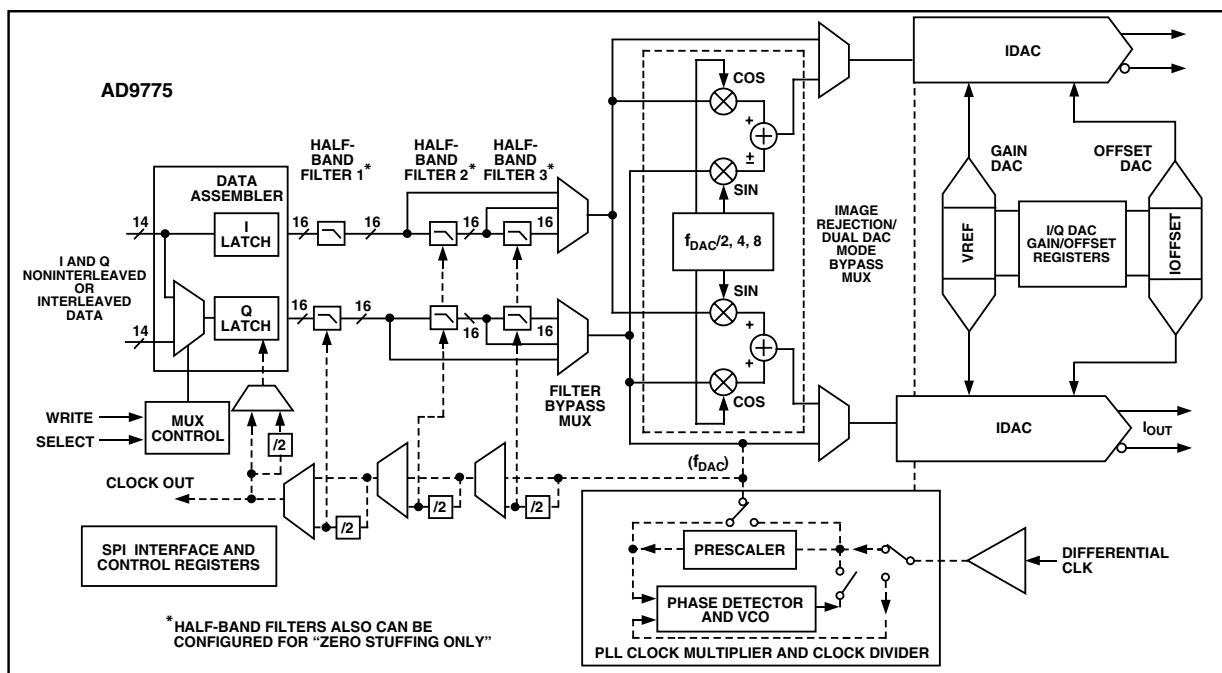 AD9775
HALF-
BAND
FILTER 1*
HALF-
BAND
FILTER 2*
HALF-
BAND
FILTER 3*
DATA
ASSEMBLER
14
I
LATCH
16
16
16
16
I AND Q
NONINTERLEAVED
OR
INTERLEAVED
DATA
14
Q
LATCH
16
16
16
16
FILTER
BYPASS
MUX
WRITE
SELECT
MUX
CONTROL
/2
CLOCK OUT
/2
/2
/2
(fDAC)
SPI INTERFACE AND
CONTROL REGISTERS
*HALF-BAND FILTERS ALSO CAN BE
CONFIGURED FOR “ZERO STUFFING ONLY”
COS
+
±
SIN
fDAC/2, 4, 8
SIN
+
+
COS
IMAGE
REJECTION/
DUAL DAC
MODE
BYPASS
MUX
IDAC
GAIN
DAC
OFFSET
DAC
VREF
I/Q DAC
GAIN/OFFSET
REGISTERS
IOFFSET
IDAC
IOUT
PRESCALER
PHASE DETECTOR
AND VCO
PLL CLOCK MULTIPLIER AND CLOCK DIVIDER
DIFFERENTIAL
CLK